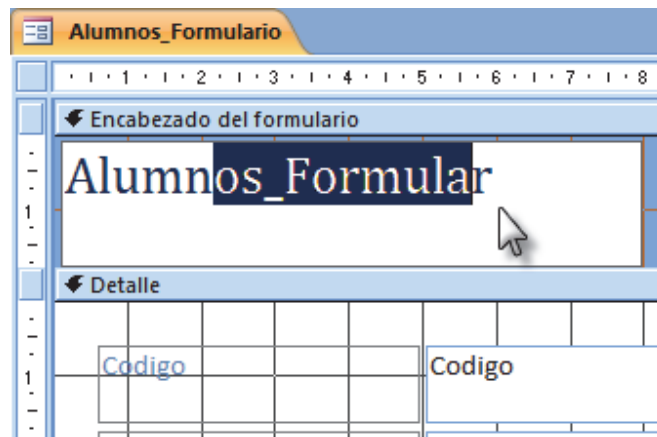 Alumnos_Formulario
1 2 3 4 5 6 7 8
Encabezado del formulario
Alumnos_Formular
1
Detalle
Codigo Codigo
1